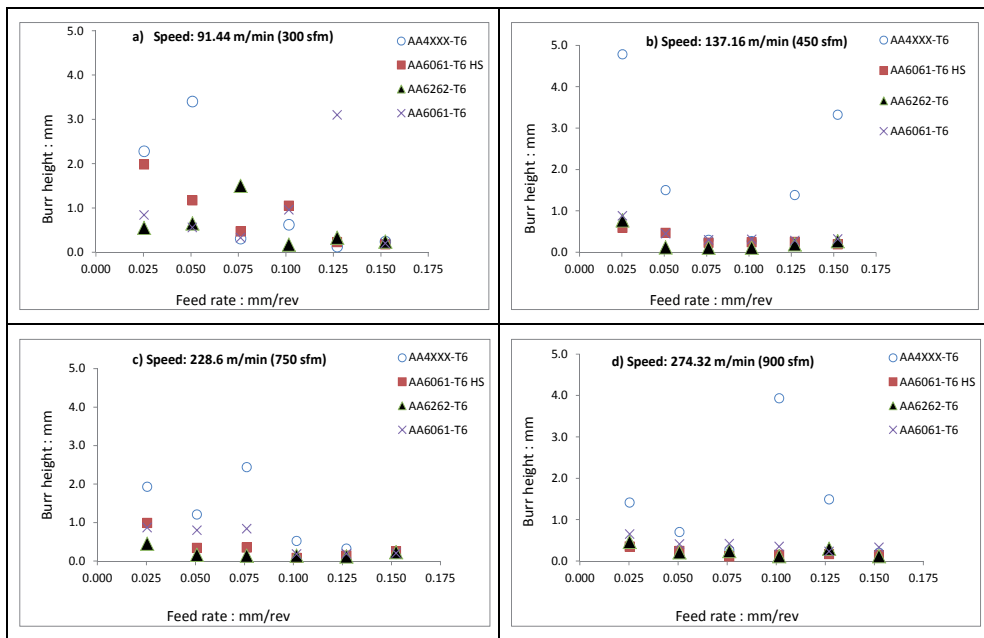 a) Speed: 91.44 m/min (300 sfm)
AA4XXX-T6
AA6061-T6 HS
AA6262-T6
AA6061-T6
Burr height : mm
5.0
4.0
3.0
2.0
1.0
0.0
0.000 0.025 0.050 0.075 0.100 0.125 0.150 0.175
Feed rate : mm/rev
b) Speed: 137.16 m/min (450 sfm)
AA4XXX-T6
AA6061-T6 HS
AA6262-T6
AA6061-T6
Burr height : mm
5.0
4.0
3.0
2.0
1.0
0.0
0.000 0.025 0.050 0.075 0.100 0.125 0.150 0.175
Feed rate : mm/rev
c) Speed: 228.6 m/min (750 sfm)
AA4XXX-T6
AA6061-T6 HS
AA6262-T6
AA6061-T6
Burr height : mm
5.0
4.0
3.0
2.0
1.0
0.0
0.000 0.025 0.050 0.075 0.100 0.125 0.150 0.175
Feed rate : mm/rev
d) Speed: 274.32 m/min (900 sfm)
AA4XXX-T6
AA6061-T6 HS
AA6262-T6
AA6061-T6
Burr height : mm
5.0
4.0
3.0
2.0
1.0
0.0
0.000 0.025 0.050 0.075 0.100 0.125 0.150 0.175
Feed rate : mm/rev